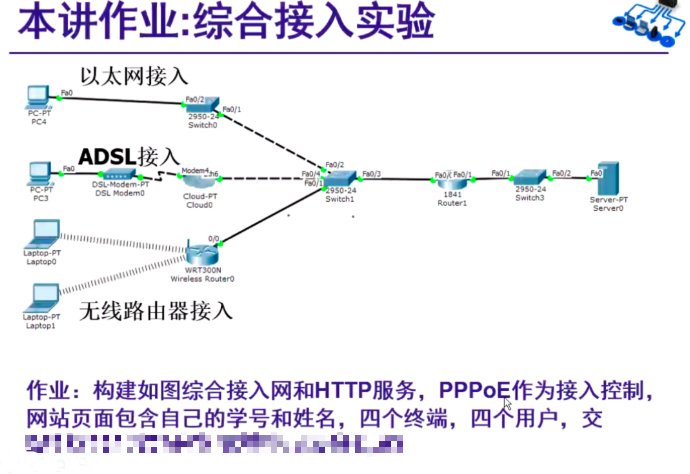 本讲作业:综合接入实验
以太网接入
Fa0
Fa0/2
Fa0/1
PC-PT
PC4
2950-24
Switch0
ADSL接入
Fa0
Modem4
Fa0/2
Fa0/4
Fa0/1
Fa0/3
Fa0/1
Fa0/1
Fa0/2
Fa0
PC-PT
PC3
DSL-Modem-PT
DSL Modem0
Cloud-PT
Cloud0
2950-24
Switch1
1841
Router1
2950-24
Switch3
Server-PT
Server0
Laptop-PT
Laptop0
0/0
WRT300N
Wireless Router0
Laptop-PT
Laptop1
无线路由器接入
作业：构建如图综合接入网和HTTP服务，PPPoE作为接入控制，
网站页面包含自己的学号和姓名，四个终端，四个用户，交